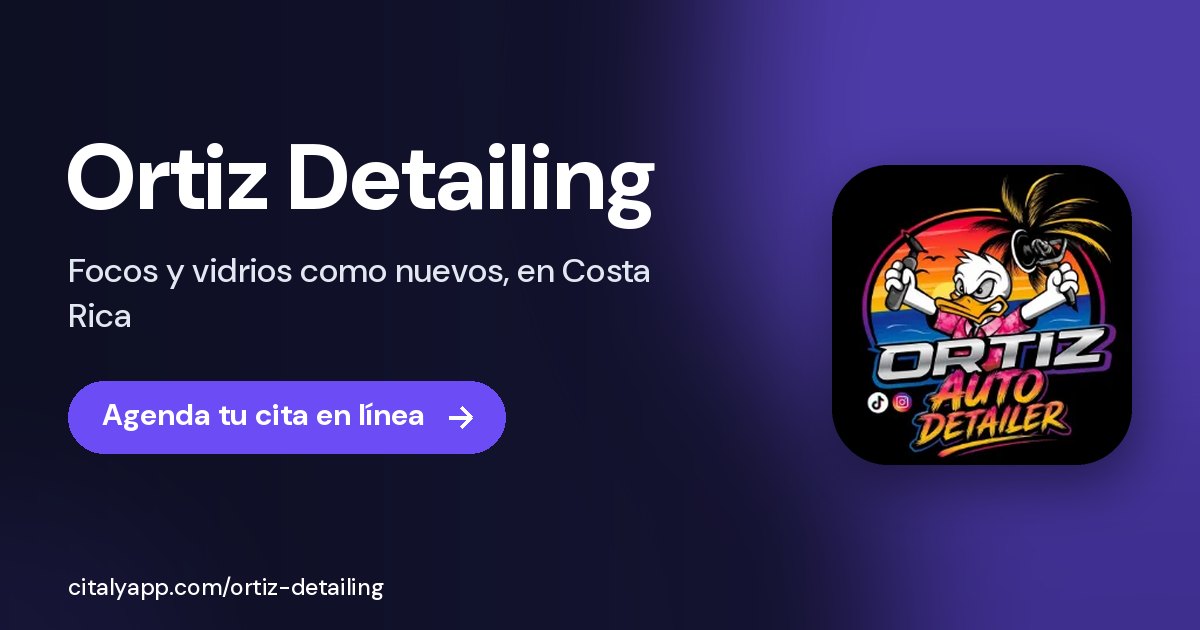 Ortiz Detailing
Focos y vidrios como nuevos, en Costa
Rica
Agenda tu cita en línea →
citalyapp.com/ortiz-detailing
ORTIZ
AUTO
DETAILER